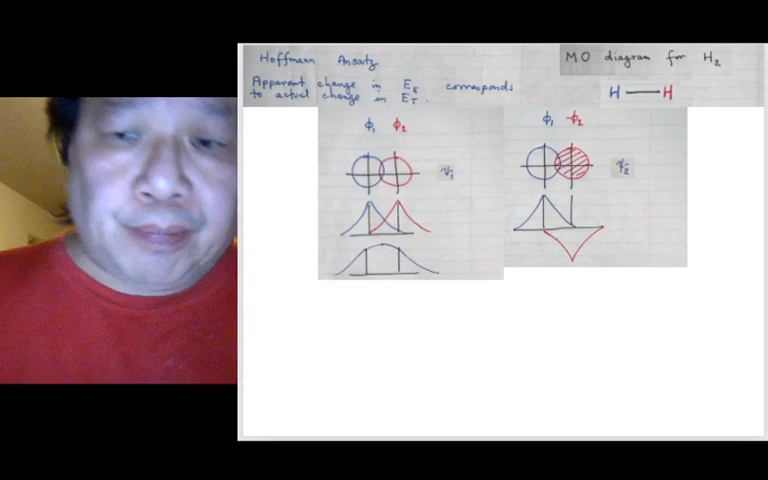 Hoffmann Ansatz
MO diagram for H2
Apparent change in EK corresponds
to actual change in ET.
H — H
ϕ1 ϕ2
ψ1
ϕ1 -ϕ2
ψ2